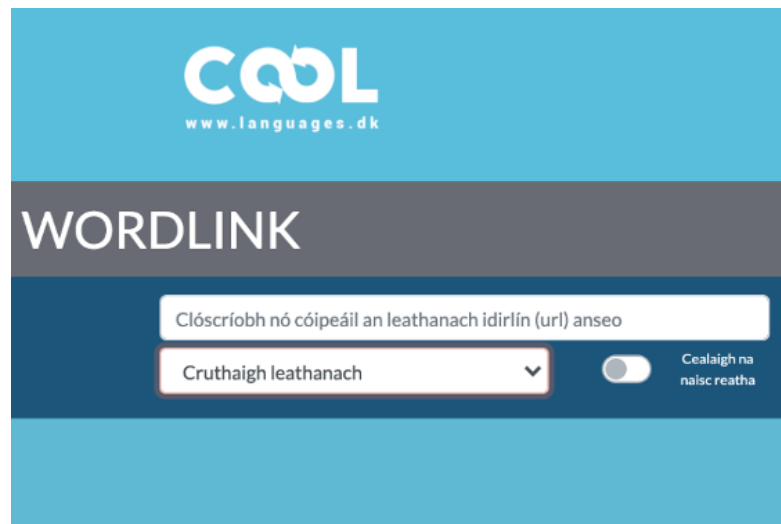 COOL
www.languages.dk
WORDLINK
Clóscríobh nó cóipeáil an leathanach idirlín (url) anseo
Cruthaigh leathanach
Cealaigh na
naisc reatha